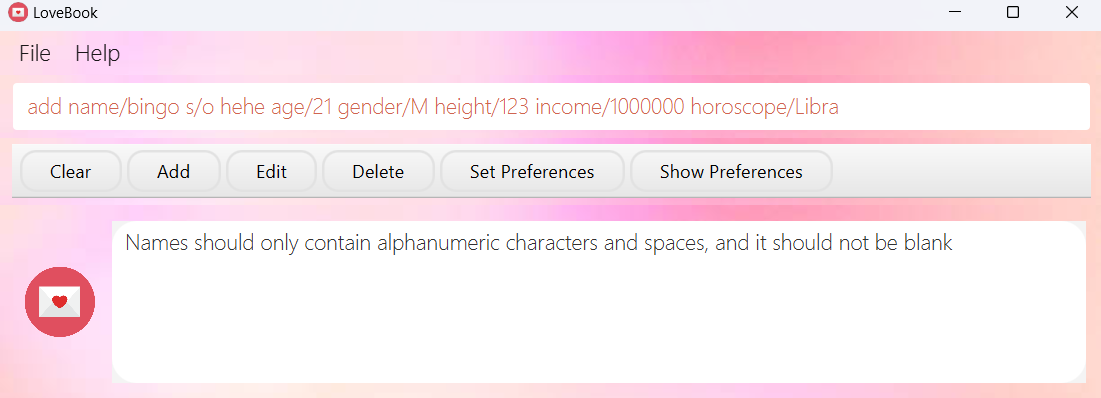 LoveBook
File Help
add name/bingo s/o hehe age/21 gender/M height/123 income/1000000 horoscope/Libra
Clear Add Edit Delete Set Preferences Show Preferences
Names should only contain alphanumeric characters and spaces, and it should not be blank